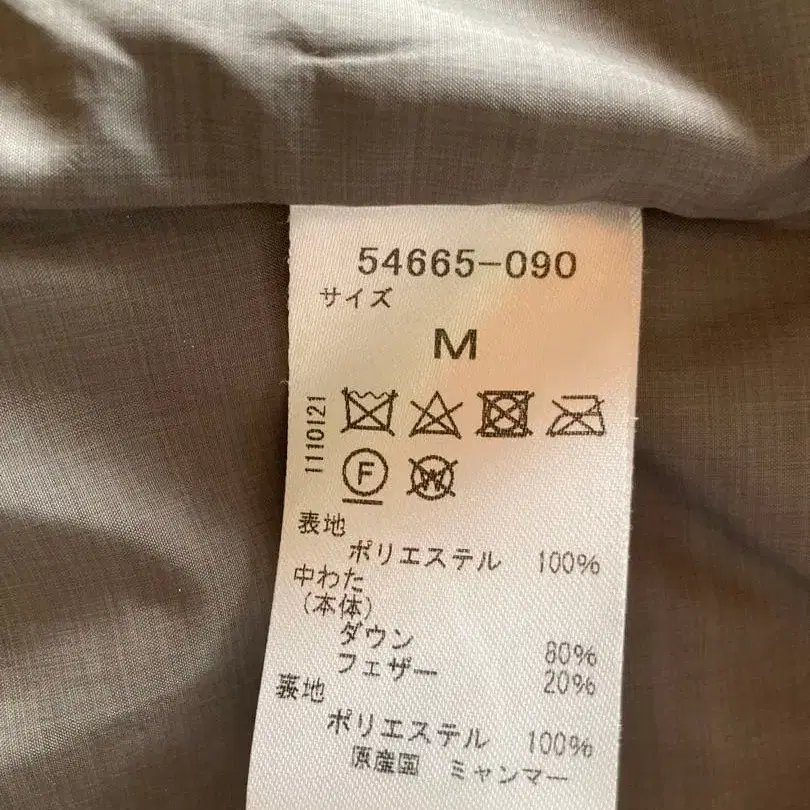 54665-090
サイズ
M
1110121
F
W
表地
ポリエステル 100%
中わた
(本体)
ダウン 80%
フェザー 20%
裏地
ポリエステル 100%
原産国 ミャンマー